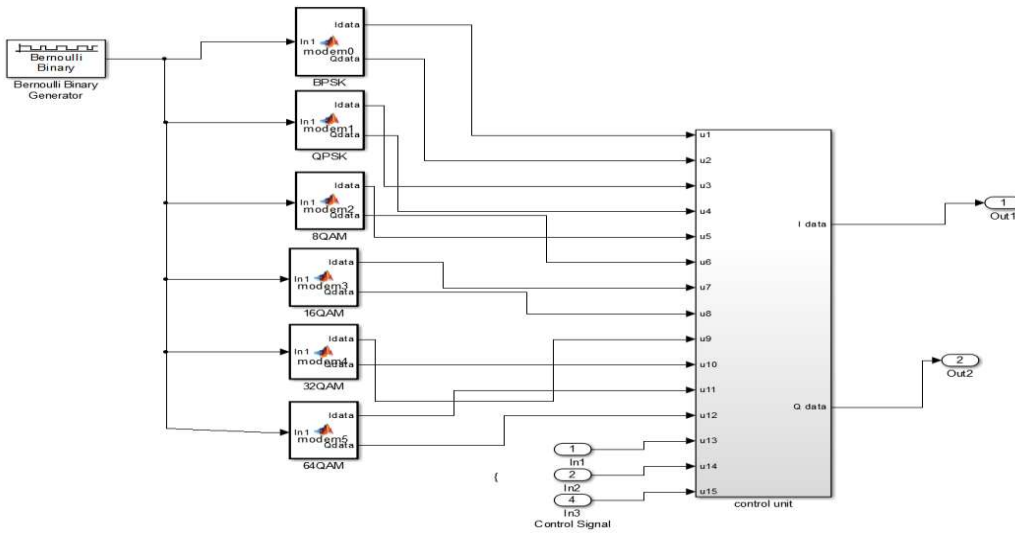 Bernoulli
Binary
Bernoulli Binary
Generator
In1
modem0
Idata
Qdata
BPSK
In1
modem1
Idata
Qdata
QPSK
In1
modem2
Idata
Qdata
8QAM
In1
modem3
Idata
Qdata
16QAM
In1
modem4
Idata
Qdata
32QAM
In1
modem5
Idata
Qdata
64QAM
{
1
In1
2
In2
4
In3
Control Signal
u1
u2
u3
u4
u5
u6
u7
u8
u9
u10
u11
u12
u13
u14
u15
I data
Q data
control unit
1
Out1
2
Out2